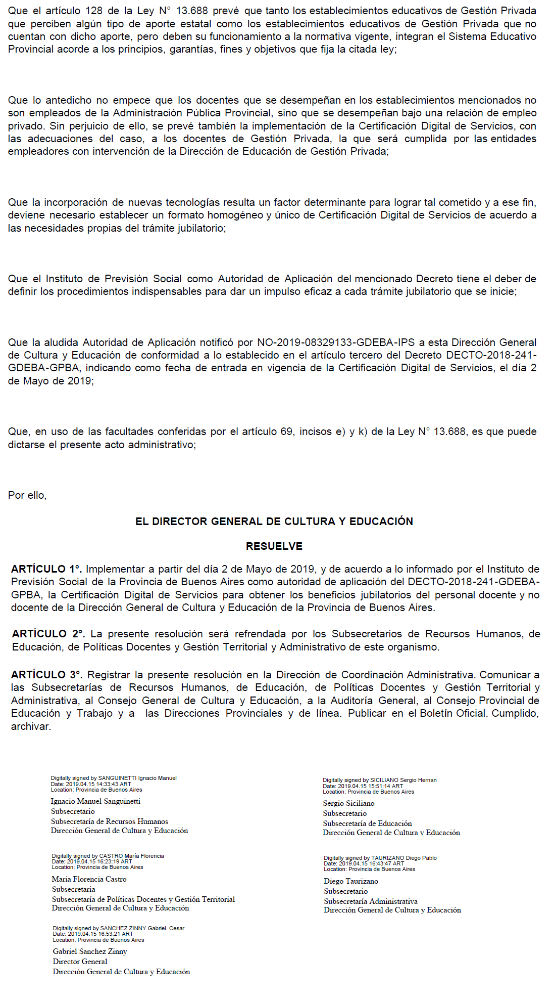 Que el artículo 128 de la Ley N° 13.688 prevé que tanto los establecimientos educativos de Gestión Privada
que perciben algún tipo de aporte estatal como los establecimientos educativos de Gestión Privada que no
cuentan con dicho aporte, pero deben su funcionamiento a la normativa vigente, integran el Sistema Educativo
Provincial acorde a los principios, garantías, fines y objetivos que fija la citada ley;
Que lo antedicho no empece que los docentes que se desempeñan en los establecimientos mencionados no
son empleados de la Administración Pública Provincial, sino que se desempeñan bajo una relación de empleo
privado. Sin perjuicio de ello, se prevé también la implementación de la Certificación Digital de Servicios, con
las adecuaciones del caso, a los docentes de Gestión Privada, la que será cumplida por las entidades
empleadores con intervención de la Dirección de Educación de Gestión Privada;
Que la incorporación de nuevas tecnologías resulta un factor determinante para lograr tal cometido y a ese fin,
deviene necesario establecer un formato homogéneo y único de Certificación Digital de Servicios de acuerdo a
las necesidades propias del trámite jubilatorio;
Que el Instituto de Previsión Social como Autoridad de Aplicación del mencionado Decreto tiene el deber de
definir los procedimientos indispensables para dar un impulso eficaz a cada trámite jubilatorio que se inicie;
Que la aludida Autoridad de Aplicación notificó por NO-2019-08329133-GDEBA-IPS a esta Dirección General
de Cultura y Educación de conformidad a lo establecido en el artículo tercero del Decreto DECTO-2018-241-
GDEBA-GPBA, indicando como fecha de entrada en vigencia de la Certificación Digital de Servicios, el día 2
de Mayo de 2019;
Que, en uso de las facultades conferidas por el artículo 69, incisos e) y k) de la Ley N° 13.688, es que puede
dictarse el presente acto administrativo;
Por ello,
EL DIRECTOR GENERAL DE CULTURA Y EDUCACIÓN
RESUELVE
ARTÍCULO 1°. Implementar a partir del día 2 de Mayo de 2019, y de acuerdo a lo informado por el Instituto de
Previsión Social de la Provincia de Buenos Aires como autoridad de aplicación del DECTO-2018-241-GDEBA-
GPBA, la Certificación Digital de Servicios para obtener los beneficios jubilatorios del personal docente y no
docente de la Dirección General de Cultura y Educación de la Provincia de Buenos Aires.
ARTÍCULO 2°. La presente resolución será refrendada por los Subsecretarios de Recursos Humanos, de
Educación, de Políticas Docentes y Gestión Territorial y Administrativo de este organismo.
ARTÍCULO 3°. Registrar la presente resolución en la Dirección de Coordinación Administrativa. Comunicar a
las Subsecretarías de Recursos Humanos, de Educación, de Políticas Docentes y Gestión Territorial y
Administrativa, al Consejo General de Cultura y Educación, a la Auditoría General, al Consejo Provincial de
Educación y Trabajo y a las Direcciones Provinciales y de línea. Publicar en el Boletín Oficial. Cumplido,
archivar.
Digitally signed by SANGUINETTI Ignacio Manuel
Date: 2019.04.15 14:33:43 ART
Location: Provincia de Buenos Aires
Ignacio Manuel Sanguinetti
Subsecretario
Subsecretaría de Recursos Humanos
Dirección General de Cultura y Educación
Digitally signed by SICILIANO Sergio Hernan
Date: 2019.04.15 15:51:14 ART
Location: Provincia de Buenos Aires
Sergio Siciliano
Subsecretario
Subsecretaría de Educación
Dirección General de Cultura y Educación
Digitally signed by CASTRO María Florencia
Date: 2019.04.15 16:23:19 ART
Location: Provincia de Buenos Aires
Maria Florencia Castro
Subsecretaria
Subsecretaría de Políticas Docentes y Gestión Territorial
Dirección General de Cultura y Educación
Digitally signed by TAURIZANO Diego Pablo
Date: 2019.04.15 16:43:47 ART
Location: Provincia de Buenos Aires
Diego Taurizano
Subsecretario
Subsecretaría Administrativa
Dirección General de Cultura y Educación
Digitally signed by SANCHEZ ZINNY Gabriel Cesar
Date: 2019.04.15 16:53:21 ART
Location: Provincia de Buenos Aires
Gabriel Sanchez Zinny
Director General
Dirección General de Cultura y Educación